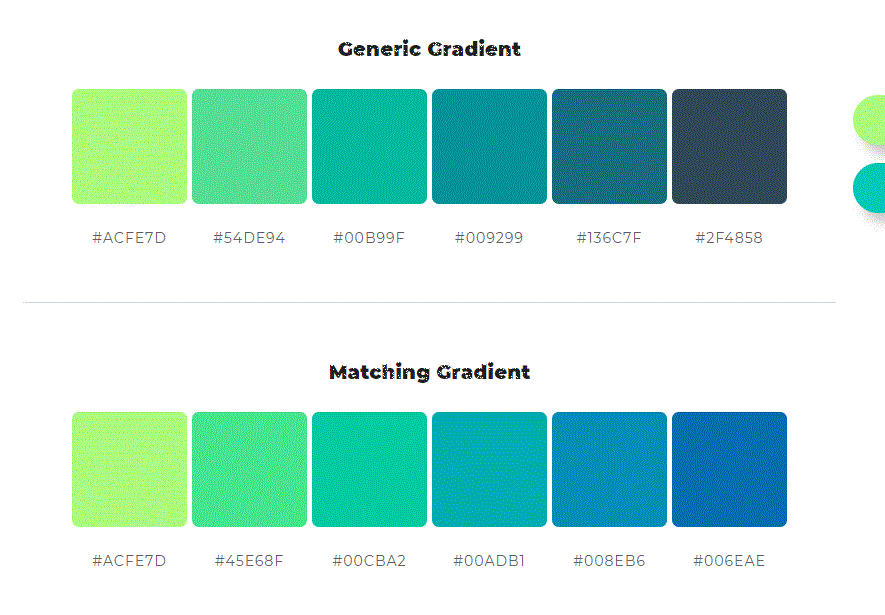 Generic Gradient
#ACFE7D #54DE94 #00B99F #009299 #136C7F #2F4858
Matching Gradient
#ACFE7D #45E68F #00CBA2 #00ADB1 #008EB6 #006EAE